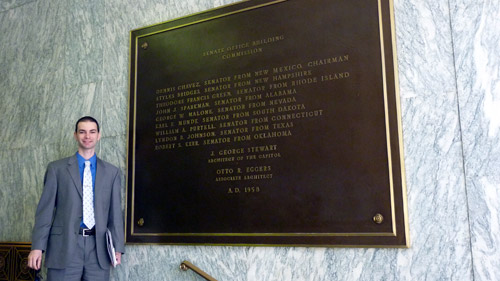 SENATE OFFICE BUILDING
COMMISSION
DENNIS CHAVEZ, SENATOR FROM NEW MEXICO, CHAIRMAN
STYLES BRIDGES, SENATOR FROM NEW HAMPSHIRE
THEODORE FRANCIS GREEN, SENATOR FROM RHODE ISLAND
JOHN J. SPARKMAN, SENATOR FROM ALABAMA
GEORGE W. MALONE, SENATOR FROM NEVADA
KARL E. MUNDT, SENATOR FROM SOUTH DAKOTA
WILLIAM A. PURTELL, SENATOR FROM CONNECTICUT
LYNDON B. JOHNSON, SENATOR FROM TEXAS
ROBERT S. KERR, SENATOR FROM OKLAHOMA
J. GEORGE STEWART
ARCHITECT OF THE CAPITOL
OTTO R. EGGERS
ASSOCIATE ARCHITECT
A.D. 1958